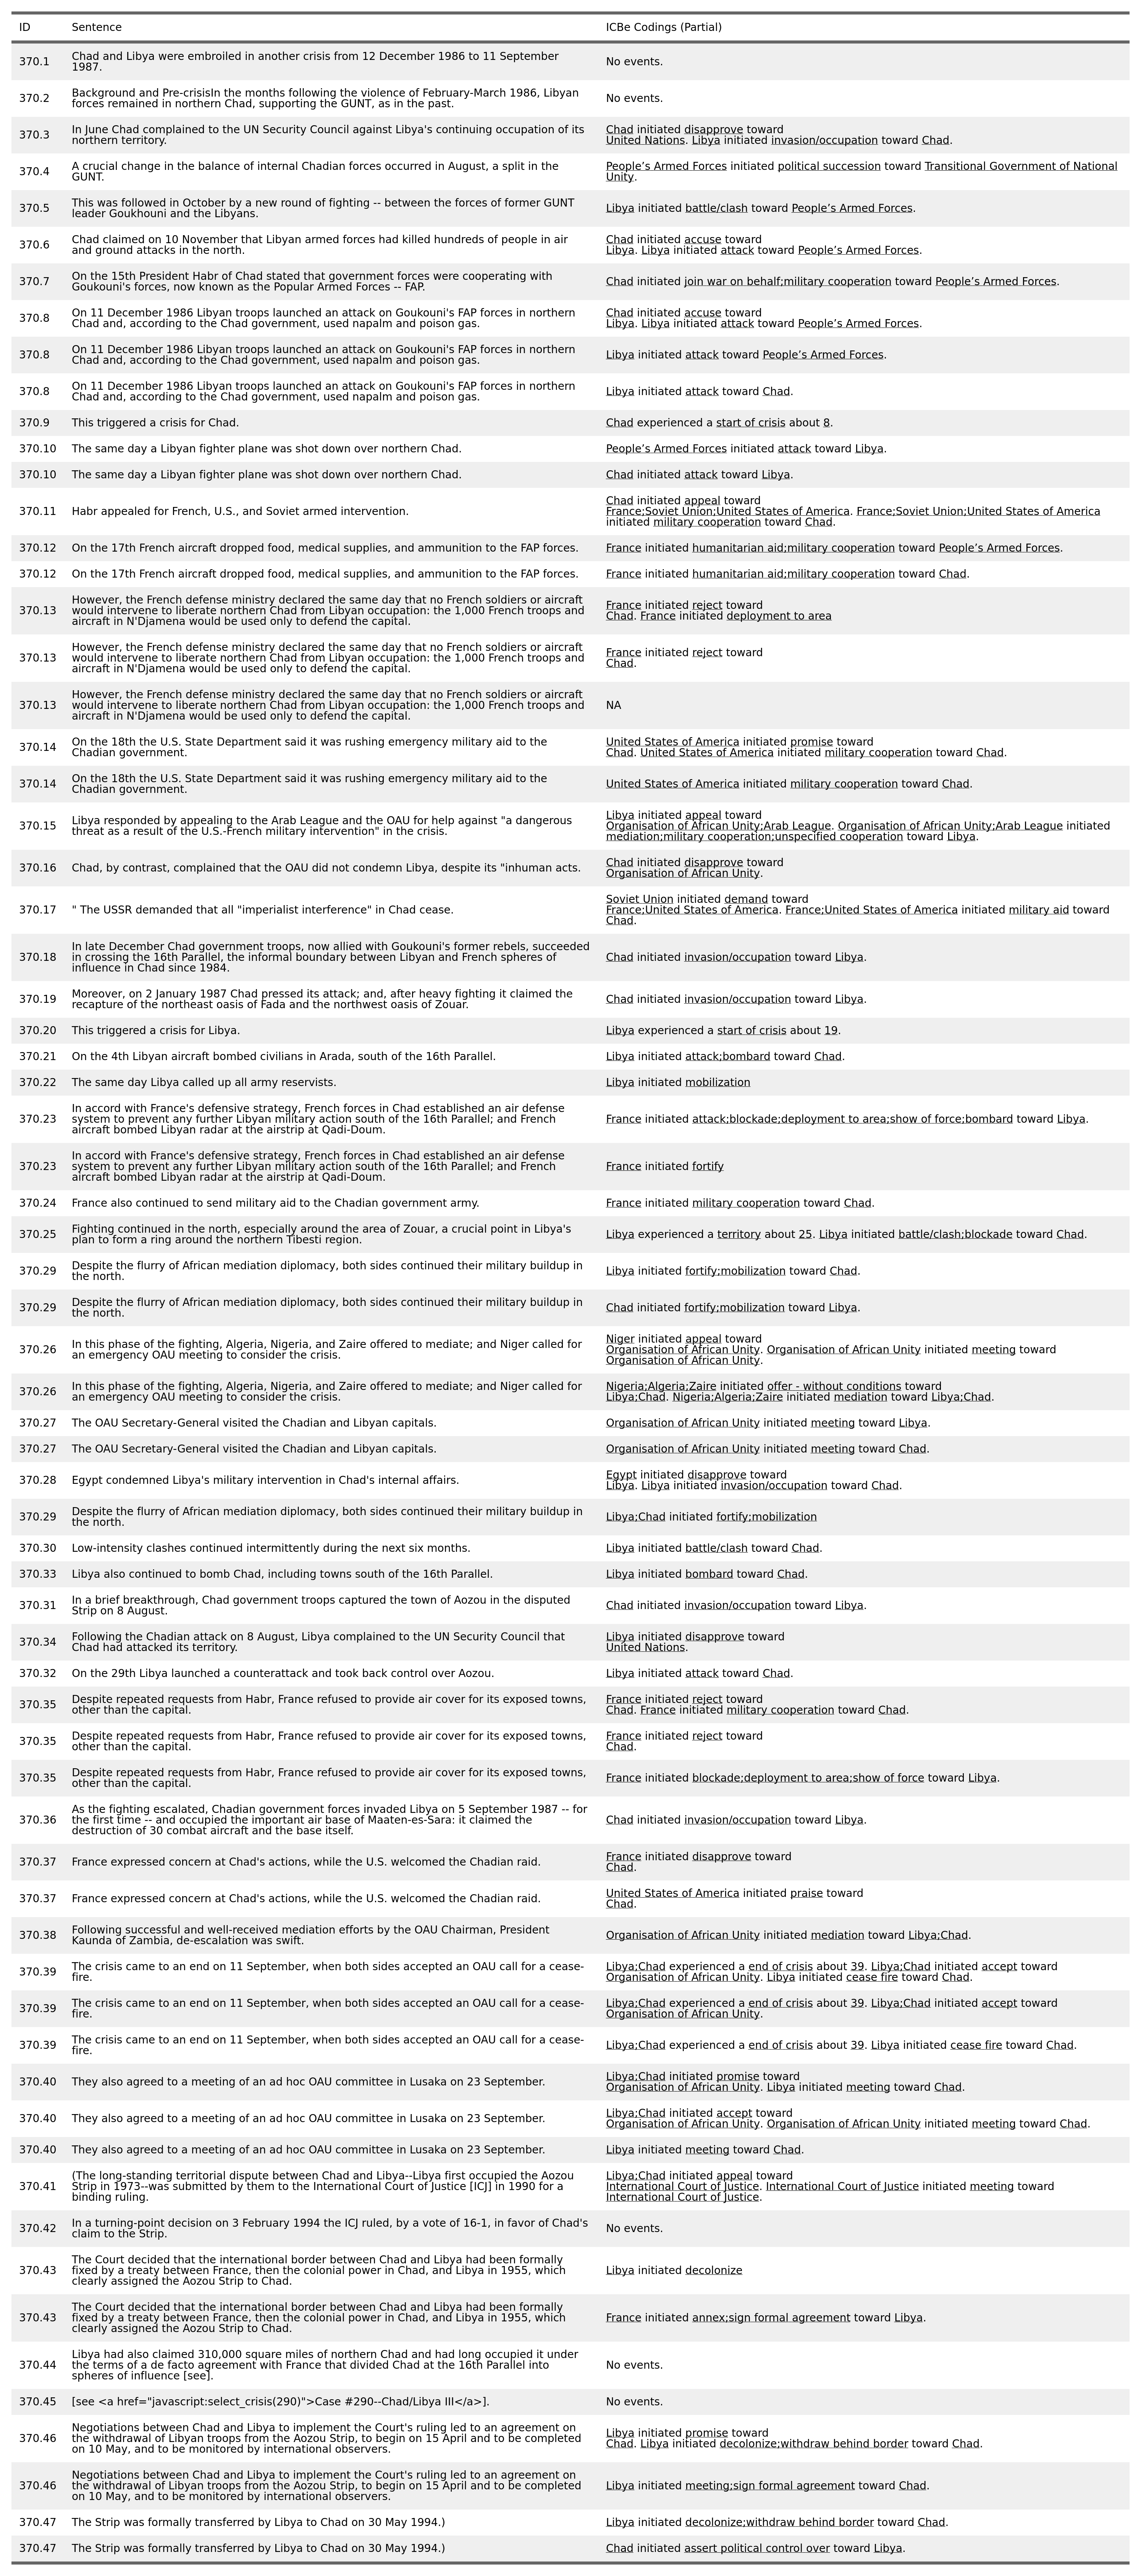 ID Sentence ICBe Codings (Partial)
370.1 Chad and Libya were embroiled in another crisis from 12 December 1986 to 11 September
1987. No events.
370.2 Background and Pre-crisisIn the months following the violence of February-March 1986, Libyan
forces remained in northern Chad, supporting the GUNT, as in the past. No events.
370.3 In June Chad complained to the UN Security Council against Libya's continuing occupation of its
northern territory. Chad initiated disapprove toward
United Nations. Libya initiated invasion/occupation toward Chad.
370.4 A crucial change in the balance of internal Chadian forces occurred in August, a split in the
GUNT. People’s Armed Forces initiated political succession toward Transitional Government of National
Unity.
370.5 This was followed in October by a new round of fighting -- between the forces of former GUNT
leader Goukhouni and the Libyans. Libya initiated battle/clash toward People’s Armed Forces.
370.6 Chad claimed on 10 November that Libyan armed forces had killed hundreds of people in air
and ground attacks in the north. Chad initiated accuse toward
Libya. Libya initiated attack toward People’s Armed Forces.
370.7 On the 15th President Habr of Chad stated that government forces were cooperating with
Goukouni's forces, now known as the Popular Armed Forces -- FAP. Chad initiated join war on behalf;military cooperation toward People’s Armed Forces.
370.8 On 11 December 1986 Libyan troops launched an attack on Goukouni's FAP forces in northern
Chad and, according to the Chad government, used napalm and poison gas. Chad initiated accuse toward
Libya. Libya initiated attack toward People’s Armed Forces.
370.8 On 11 December 1986 Libyan troops launched an attack on Goukouni's FAP forces in northern
Chad and, according to the Chad government, used napalm and poison gas. Libya initiated attack toward People’s Armed Forces.
370.8 On 11 December 1986 Libyan troops launched an attack on Goukouni's FAP forces in northern
Chad and, according to the Chad government, used napalm and poison gas. Libya initiated attack toward Chad.
370.9 This triggered a crisis for Chad. Chad experienced a start of crisis about 8.
370.10 The same day a Libyan fighter plane was shot down over northern Chad. People’s Armed Forces initiated attack toward Libya.
370.10 The same day a Libyan fighter plane was shot down over northern Chad. Chad initiated attack toward Libya.
370.11 Habr appealed for French, U.S., and Soviet armed intervention. Chad initiated appeal toward
France;Soviet Union;United States of America. France;Soviet Union;United States of America
initiated military cooperation toward Chad.
370.12 On the 17th French aircraft dropped food, medical supplies, and ammunition to the FAP forces. France initiated humanitarian aid;military cooperation toward People’s Armed Forces.
370.12 On the 17th French aircraft dropped food, medical supplies, and ammunition to the FAP forces. France initiated humanitarian aid;military cooperation toward Chad.
370.13 However, the French defense ministry declared the same day that no French soldiers or aircraft
would intervene to liberate northern Chad from Libyan occupation: the 1,000 French troops and
aircraft in N'Djamena would be used only to defend the capital. France initiated reject toward
Chad. France initiated deployment to area
370.13 However, the French defense ministry declared the same day that no French soldiers or aircraft
would intervene to liberate northern Chad from Libyan occupation: the 1,000 French troops and
aircraft in N'Djamena would be used only to defend the capital. France initiated reject toward
Chad.
370.13 However, the French defense ministry declared the same day that no French soldiers or aircraft
would intervene to liberate northern Chad from Libyan occupation: the 1,000 French troops and
aircraft in N'Djamena would be used only to defend the capital. NA
370.14 On the 18th the U.S. State Department said it was rushing emergency military aid to the
Chadian government. United States of America initiated promise toward
Chad. United States of America initiated military cooperation toward Chad.
370.14 On the 18th the U.S. State Department said it was rushing emergency military aid to the
Chadian government. United States of America initiated military cooperation toward Chad.
370.15 Libya responded by appealing to the Arab League and the OAU for help against "a dangerous
threat as a result of the U.S.-French military intervention" in the crisis. Libya initiated appeal toward
Organisation of African Unity;Arab League. Organisation of African Unity;Arab League initiated
mediation;military cooperation;unspecified cooperation toward Libya.
370.16 Chad, by contrast, complained that the OAU did not condemn Libya, despite its "inhuman acts. Chad initiated disapprove toward
Organisation of African Unity.
370.17 " The USSR demanded that all "imperialist interference" in Chad cease. Soviet Union initiated demand toward
France;United States of America. France;United States of America initiated military aid toward
Chad.
370.18 In late December Chad government troops, now allied with Goukouni's former rebels, succeeded
in crossing the 16th Parallel, the informal boundary between Libyan and French spheres of
influence in Chad since 1984. Chad initiated invasion/occupation toward Libya.
370.19 Moreover, on 2 January 1987 Chad pressed its attack; and, after heavy fighting it claimed the
recapture of the northeast oasis of Fada and the northwest oasis of Zouar. Chad initiated invasion/occupation toward Libya.
370.20 This triggered a crisis for Libya. Libya experienced a start of crisis about 19.
370.21 On the 4th Libyan aircraft bombed civilians in Arada, south of the 16th Parallel. Libya initiated attack;bombard toward Chad.
370.22 The same day Libya called up all army reservists. Libya initiated mobilization
370.23 In accord with France's defensive strategy, French forces in Chad established an air defense
system to prevent any further Libyan military action south of the 16th Parallel; and French
aircraft bombed Libyan radar at the airstrip at Qadi-Doum. France initiated attack;blockade;deployment to area;show of force;bombard toward Libya.
370.23 In accord with France's defensive strategy, French forces in Chad established an air defense
system to prevent any further Libyan military action south of the 16th Parallel; and French
aircraft bombed Libyan radar at the airstrip at Qadi-Doum. France initiated fortify
370.24 France also continued to send military aid to the Chadian government army. France initiated military cooperation toward Chad.
370.25 Fighting continued in the north, especially around the area of Zouar, a crucial point in Libya's
plan to form a ring around the northern Tibesti region. Libya experienced a territory about 25. Libya initiated battle/clash;blockade toward Chad.
370.29 Despite the flurry of African mediation diplomacy, both sides continued their military buildup in
the north. Libya initiated fortify;mobilization toward Chad.
370.29 Despite the flurry of African mediation diplomacy, both sides continued their military buildup in
the north. Chad initiated fortify;mobilization toward Libya.
370.26 In this phase of the fighting, Algeria, Nigeria, and Zaire offered to mediate; and Niger called for
an emergency OAU meeting to consider the crisis. Niger initiated appeal toward
Organisation of African Unity. Organisation of African Unity initiated meeting toward
Organisation of African Unity.
370.26 In this phase of the fighting, Algeria, Nigeria, and Zaire offered to mediate; and Niger called for
an emergency OAU meeting to consider the crisis. Nigeria;Algeria;Zaire initiated offer - without conditions toward
Libya;Chad. Nigeria;Algeria;Zaire initiated mediation toward Libya;Chad.
370.27 The OAU Secretary-General visited the Chadian and Libyan capitals. Organisation of African Unity initiated meeting toward Libya.
370.27 The OAU Secretary-General visited the Chadian and Libyan capitals. Organisation of African Unity initiated meeting toward Chad.
370.28 Egypt condemned Libya's military intervention in Chad's internal affairs. Egypt initiated disapprove toward
Libya. Libya initiated invasion/occupation toward Chad.
370.29 Despite the flurry of African mediation diplomacy, both sides continued their military buildup in
the north. Libya;Chad initiated fortify;mobilization
370.30 Low-intensity clashes continued intermittently during the next six months. Libya initiated battle/clash toward Chad.
370.33 Libya also continued to bomb Chad, including towns south of the 16th Parallel. Libya initiated bombard toward Chad.
370.31 In a brief breakthrough, Chad government troops captured the town of Aozou in the disputed
Strip on 8 August. Chad initiated invasion/occupation toward Libya.
370.34 Following the Chadian attack on 8 August, Libya complained to the UN Security Council that
Chad had attacked its territory. Libya initiated disapprove toward
United Nations.
370.32 On the 29th Libya launched a counterattack and took back control over Aozou. Libya initiated attack toward Chad.
370.35 Despite repeated requests from Habr, France refused to provide air cover for its exposed towns,
other than the capital. France initiated reject toward
Chad. France initiated military cooperation toward Chad.
370.35 Despite repeated requests from Habr, France refused to provide air cover for its exposed towns,
other than the capital. France initiated reject toward
Chad.
370.35 Despite repeated requests from Habr, France refused to provide air cover for its exposed towns,
other than the capital. France initiated blockade;deployment to area;show of force toward Libya.
370.36 As the fighting escalated, Chadian government forces invaded Libya on 5 September 1987 -- for
the first time -- and occupied the important air base of Maaten-es-Sara: it claimed the
destruction of 30 combat aircraft and the base itself. Chad initiated invasion/occupation toward Libya.
370.37 France expressed concern at Chad's actions, while the U.S. welcomed the Chadian raid. France initiated disapprove toward
Chad.
370.37 France expressed concern at Chad's actions, while the U.S. welcomed the Chadian raid. United States of America initiated praise toward
Chad.
370.38 Following successful and well-received mediation efforts by the OAU Chairman, President
Kaunda of Zambia, de-escalation was swift. Organisation of African Unity initiated mediation toward Libya;Chad.
370.39 The crisis came to an end on 11 September, when both sides accepted an OAU call for a cease-
fire. Libya;Chad experienced a end of crisis about 39. Libya;Chad initiated accept toward
Organisation of African Unity. Libya initiated cease fire toward Chad.
370.39 The crisis came to an end on 11 September, when both sides accepted an OAU call for a cease-
fire. Libya;Chad experienced a end of crisis about 39. Libya;Chad initiated accept toward
Organisation of African Unity.
370.39 The crisis came to an end on 11 September, when both sides accepted an OAU call for a cease-
fire. Libya;Chad experienced a end of crisis about 39. Libya initiated cease fire toward Chad.
370.40 They also agreed to a meeting of an ad hoc OAU committee in Lusaka on 23 September. Libya;Chad initiated promise toward
Organisation of African Unity. Libya initiated meeting toward Chad.
370.40 They also agreed to a meeting of an ad hoc OAU committee in Lusaka on 23 September. Libya;Chad initiated accept toward
Organisation of African Unity. Organisation of African Unity initiated meeting toward Chad.
370.40 They also agreed to a meeting of an ad hoc OAU committee in Lusaka on 23 September. Libya initiated meeting toward Chad.
370.41 (The long-standing territorial dispute between Chad and Libya--Libya first occupied the Aozou
Strip in 1973--was submitted by them to the International Court of Justice [ICJ] in 1990 for a
binding ruling. Libya;Chad initiated appeal toward
International Court of Justice. International Court of Justice initiated meeting toward
International Court of Justice.
370.42 In a turning-point decision on 3 February 1994 the ICJ ruled, by a vote of 16-1, in favor of Chad's
claim to the Strip. No events.
370.43 The Court decided that the international border between Chad and Libya had been formally
fixed by a treaty between France, then the colonial power in Chad, and Libya in 1955, which
clearly assigned the Aozou Strip to Chad. Libya initiated decolonize
370.43 The Court decided that the international border between Chad and Libya had been formally
fixed by a treaty between France, then the colonial power in Chad, and Libya in 1955, which
clearly assigned the Aozou Strip to Chad. France initiated annex;sign formal agreement toward Libya.
370.44 Libya had also claimed 310,000 square miles of northern Chad and had long occupied it under
the terms of a de facto agreement with France that divided Chad at the 16th Parallel into
spheres of influence [see]. No events.
370.45 [see <a href="javascript:select_crisis(290)">Case #290--Chad/Libya III</a>]. No events.
370.46 Negotiations between Chad and Libya to implement the Court's ruling led to an agreement on
the withdrawal of Libyan troops from the Aozou Strip, to begin on 15 April and to be completed
on 10 May, and to be monitored by international observers. Libya initiated promise toward
Chad. Libya initiated decolonize;withdraw behind border toward Chad.
370.46 Negotiations between Chad and Libya to implement the Court's ruling led to an agreement on
the withdrawal of Libyan troops from the Aozou Strip, to begin on 15 April and to be completed
on 10 May, and to be monitored by international observers. Libya initiated meeting;sign formal agreement toward Chad.
370.47 The Strip was formally transferred by Libya to Chad on 30 May 1994.) Libya initiated decolonize;withdraw behind border toward Chad.
370.47 The Strip was formally transferred by Libya to Chad on 30 May 1994.) Chad initiated assert political control over toward Libya.